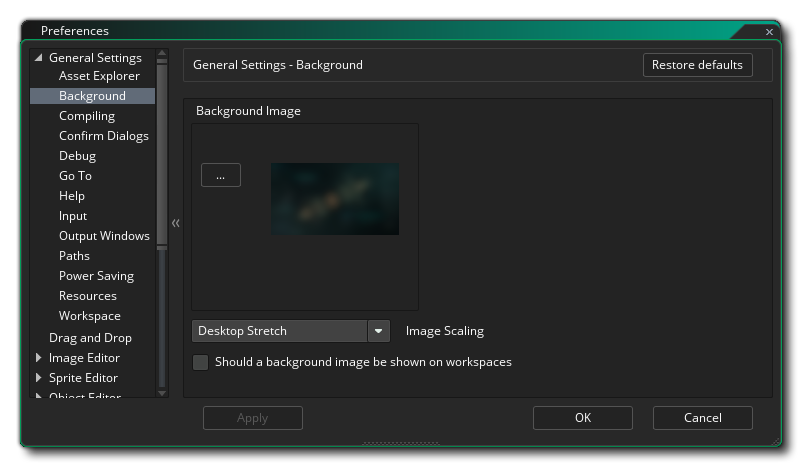 Preferences
General Settings
Asset Explorer
Background
Compiling
Confirm Dialogs
Debug
Go To
Help
Input
Output Windows
Paths
Power Saving
Resources
Workspace
Drag and Drop
Image Editor
Sprite Editor
Object Editor
General Settings - Background
Restore defaults
Background Image
...
Desktop Stretch
Image Scaling
Should a background image be shown on workspaces
Apply
OK
Cancel